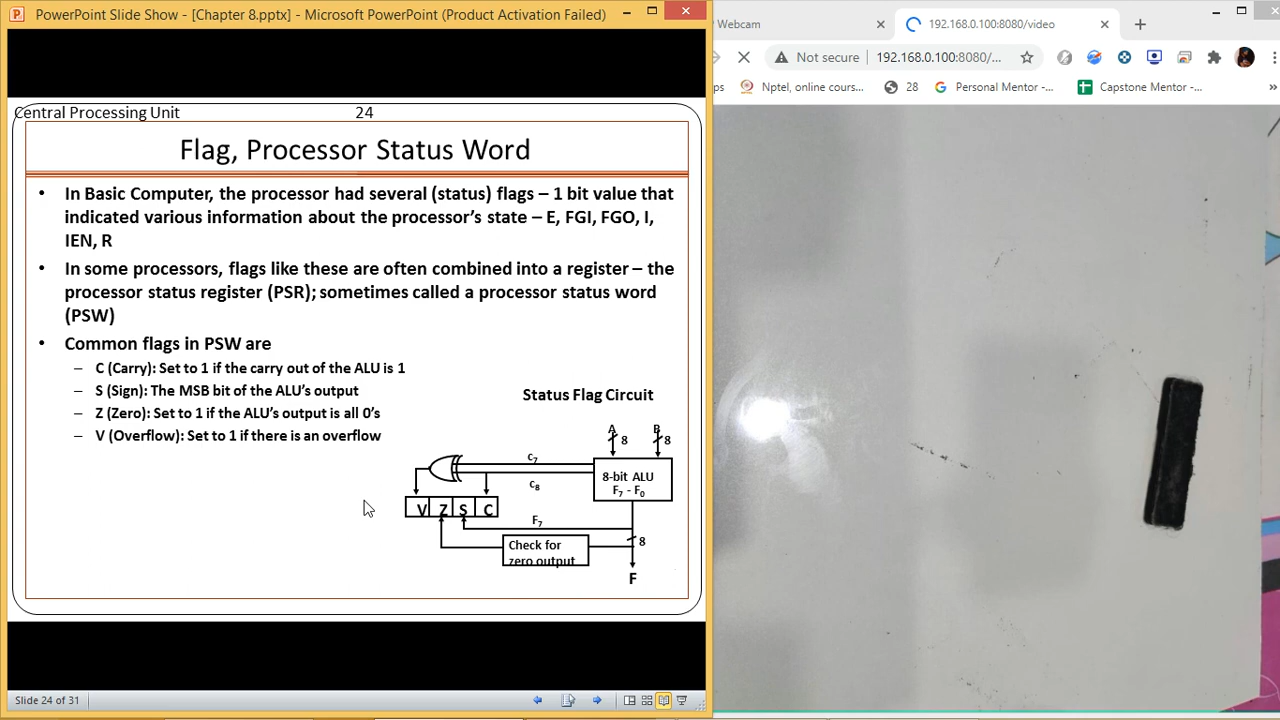 PowerPoint Slide Show - [Chapter 8.pptx] - Microsoft PowerPoint (Product Activation Failed)
Webcam
192.168.0.100:8080/video
Not secure
192.168.0.100:8080/...
ps
Nptel, online cours...
28
Personal Mentor -...
Capstone Mentor -...
»
Central Processing Unit
24
Flag, Processor Status Word
• In Basic Computer, the processor had several (status) flags – 1 bit value that
indicated various information about the processor's state – E, FGI, FGO, I,
IEN, R
• In some processors, flags like these are often combined into a register – the
processor status register (PSR); sometimes called a processor status word
(PSW)
• Common flags in PSW are
– C (Carry): Set to 1 if the carry out of the ALU is 1
– S (Sign): The MSB bit of the ALU's output
– Z (Zero): Set to 1 if the ALU's output is all 0's
– V (Overflow): Set to 1 if there is an overflow
Status Flag Circuit
A B
8 8
c7
c8
8-bit ALU
F7 - F0
V Z S C
F7
Check for
zero output
8
F
Slide 24 of 31